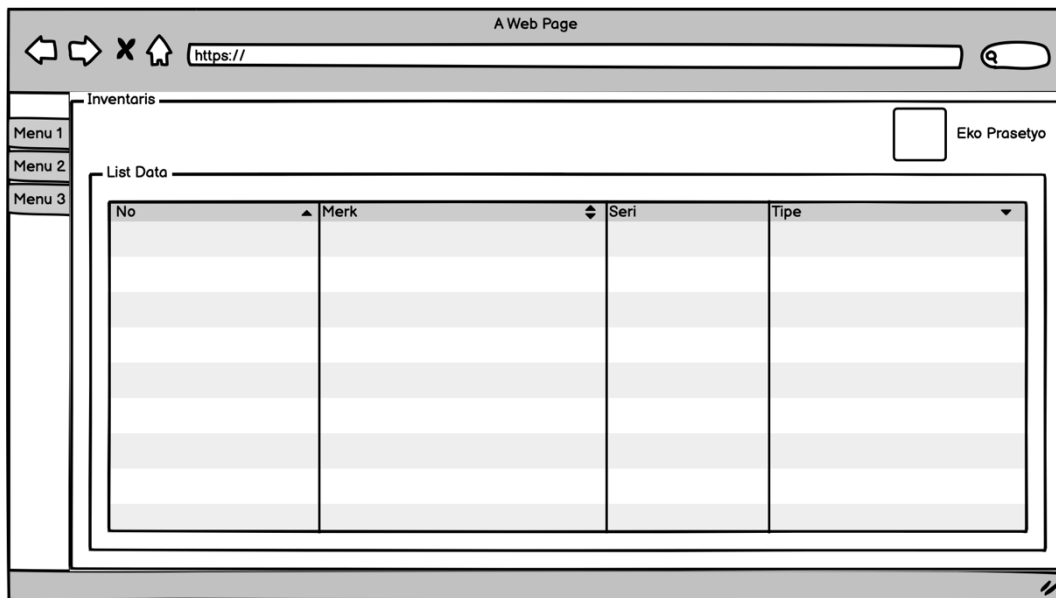 A Web Page
https://
Inventaris
Menu 1
Eko Prasetyo
Menu 2
List Data
Menu 3
No Merk Seri Tipe